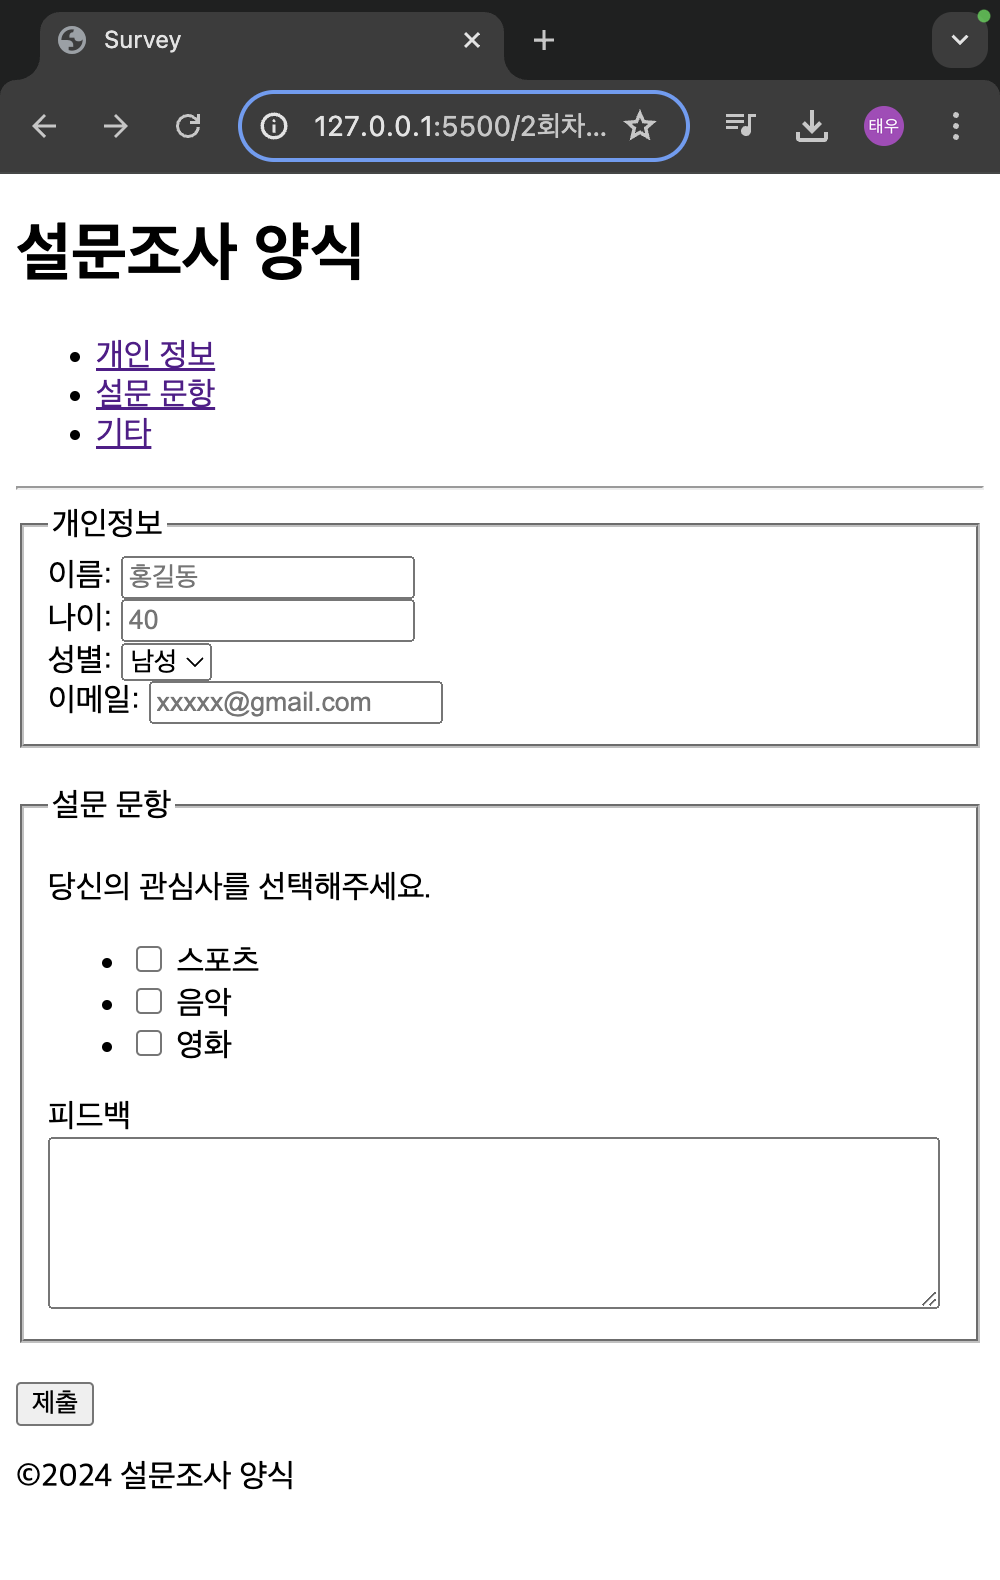 Survey
127.0.0.1:5500/2회차...
태우
설문조사 양식
개인 정보
설문 문항
기타
개인정보
이름: 홍길동
나이: 40
성별: 남성
이메일: xxxxx@gmail.com
설문 문항
당신의 관심사를 선택해주세요.
스포츠
음악
영화
피드백
제출
©2024 설문조사 양식